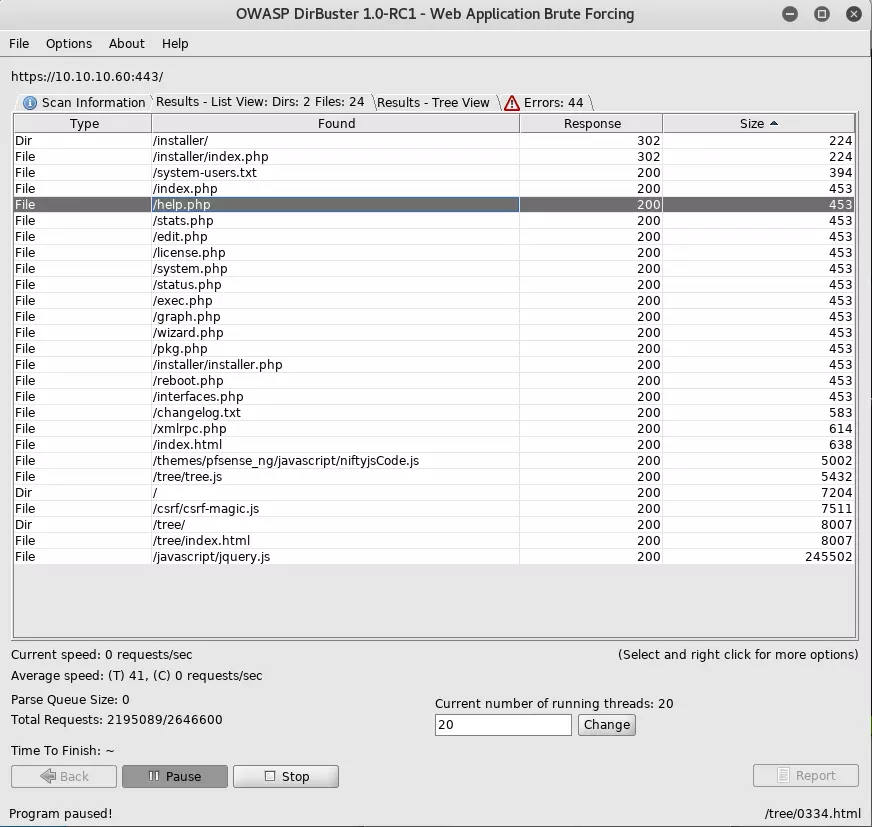 OWASP DirBuster 1.0-RC1 - Web Application Brute Forcing
File Options About Help
https://10.10.10.60:443/
Scan Information Results - List View: Dirs: 2 Files: 24 Results - Tree View Errors: 44
Type Found Response Size
Dir /installer/ 302 224
File /installer/index.php 302 224
File /system-users.txt 200 394
File /index.php 200 453
File /help.php 200 453
File /stats.php 200 453
File /edit.php 200 453
File /license.php 200 453
File /system.php 200 453
File /status.php 200 453
File /exec.php 200 453
File /graph.php 200 453
File /wizard.php 200 453
File /pkg.php 200 453
File /installer/installer.php 200 453
File /reboot.php 200 453
File /interfaces.php 200 453
File /changelog.txt 200 583
File /xmlrpc.php 200 614
File /index.html 200 638
File /themes/pfsense_ng/javascript/niftyjsCode.js 200 5002
File /tree/tree.js 200 5432
Dir / 200 7204
File /csrf/csrf-magic.js 200 7511
Dir /tree/ 200 8007
File /tree/index.html 200 8007
File /javascript/jquery.js 200 245502
Current speed: 0 requests/sec (Select and right click for more options)
Average speed: (T) 41, (C) 0 requests/sec
Parse Queue Size: 0 Current number of running threads: 20
Total Requests: 2195089/2646600 20 Change
Time To Finish: ~
Back Pause Stop Report
Program paused! /tree/0334.html